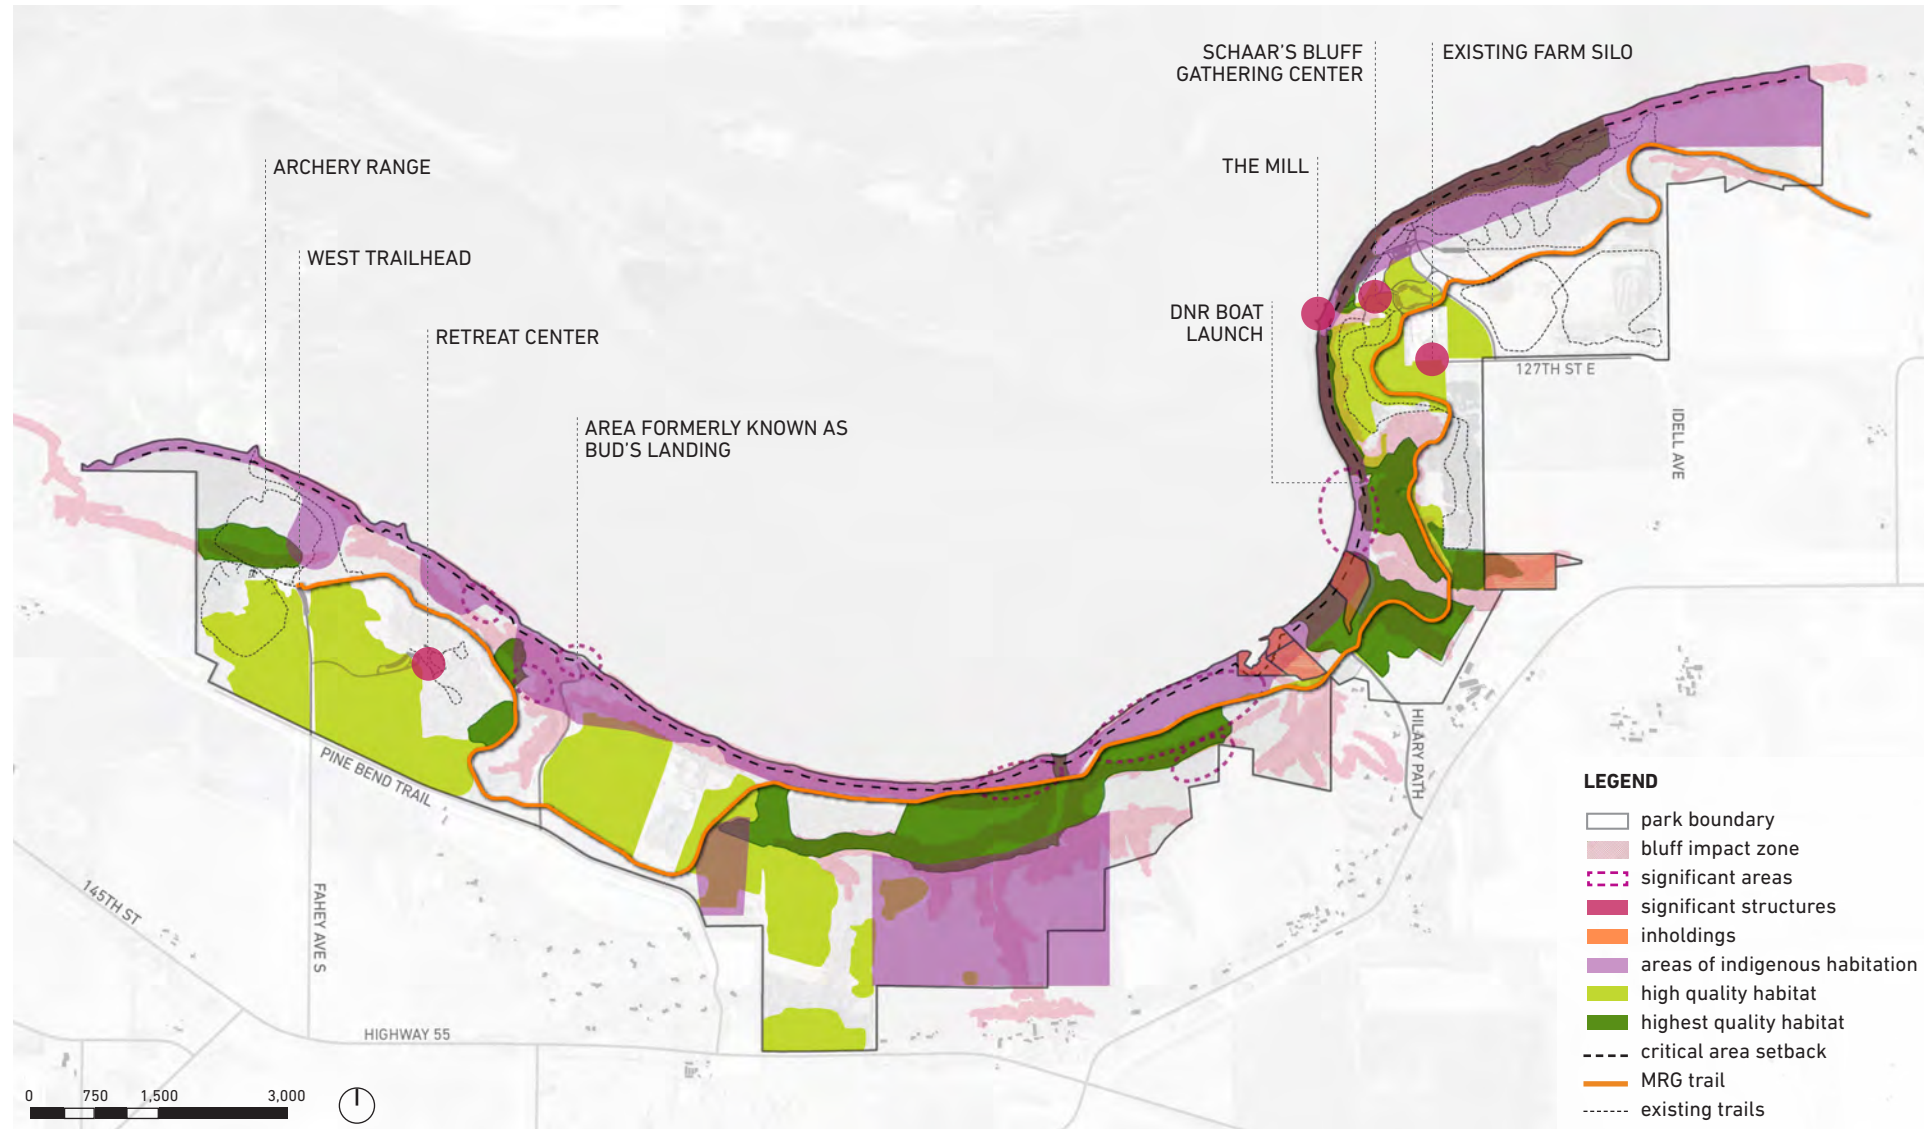 SCHAAR'S BLUFF
GATHERING CENTER
EXISTING FARM SILO
THE MILL
ARCHERY RANGE
WEST TRAILHEAD
RETREAT CENTER
DNR BOAT
LAUNCH
AREA FORMERLY KNOWN AS
BUD'S LANDING
127TH ST E
IDELL AVE
HILARY PATH
PINE BEND TRAIL
145TH ST
FAHEY AVE S
HIGHWAY 55
0 750 1,500 3,000
LEGEND
park boundary
bluff impact zone
significant areas
significant structures
inholdings
areas of indigenous habitation
high quality habitat
highest quality habitat
critical area setback
MRG trail
existing trails